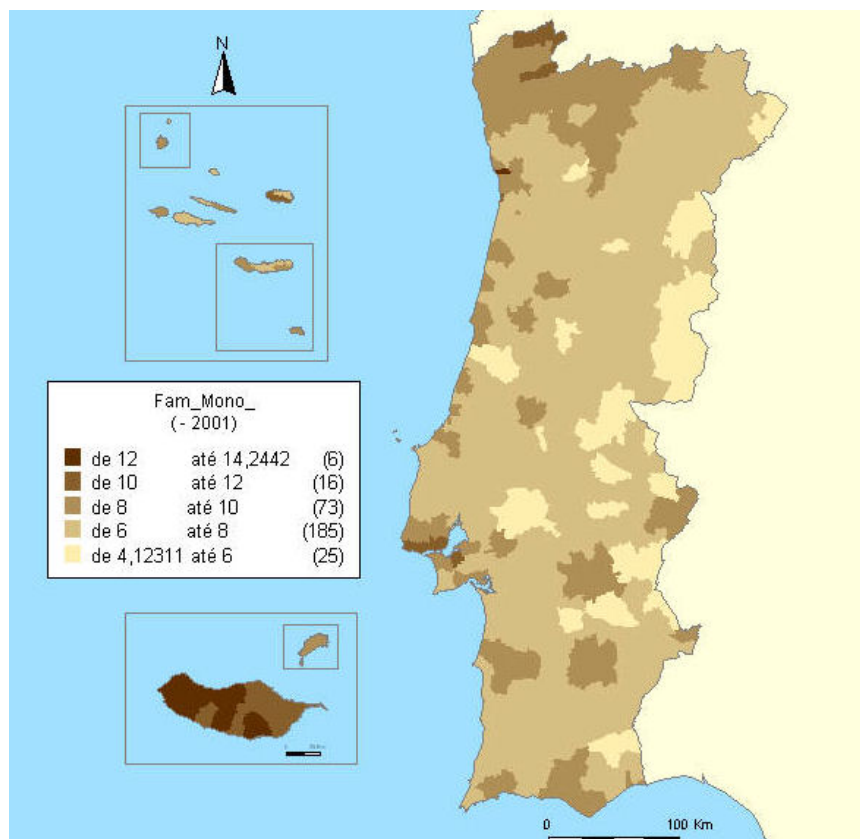 N
Fam_Mono_
(- 2001)
de 12 até 14,2442 (6)
de 10 até 12 (16)
de 8 até 10 (73)
de 6 até 8 (185)
de 4,12311 até 6 (25)
0 100 Km